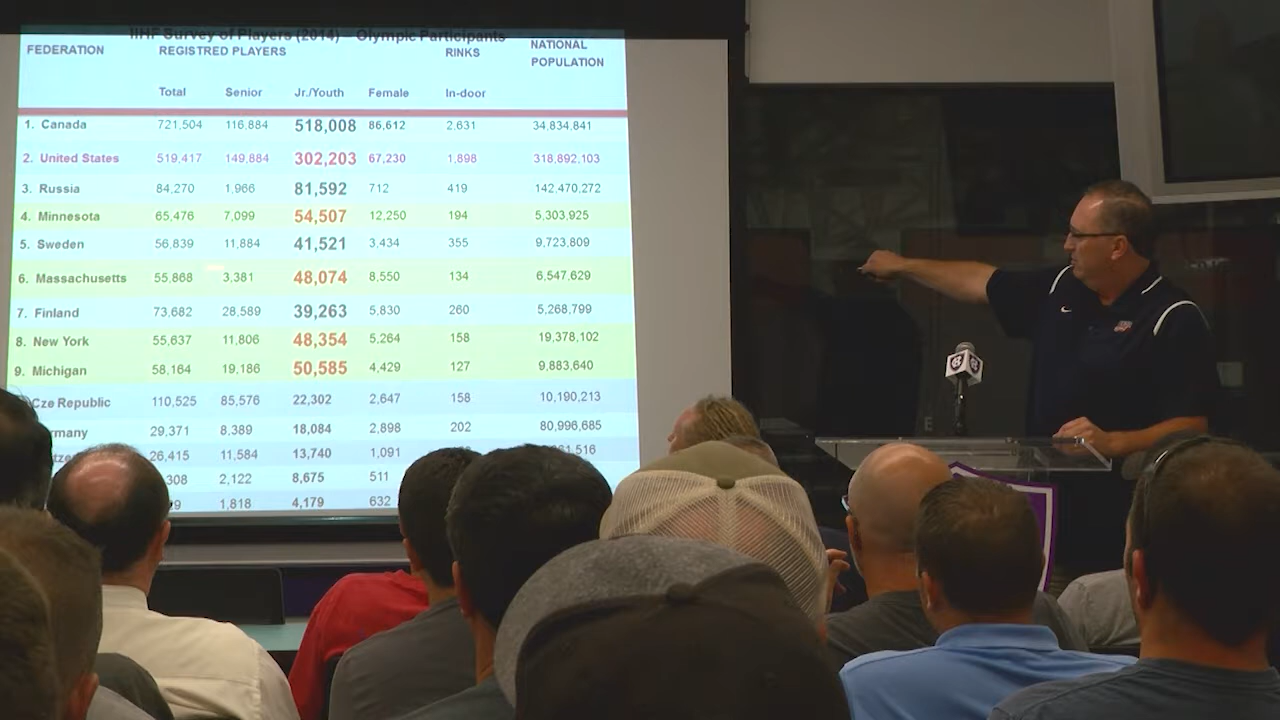 IIHF Survey of Players (2014) – Olympic Participants
FEDERATION REGISTRED PLAYERS RINKS NATIONAL POPULATION
Total Senior Jr./Youth Female In-door
1. Canada 721,504 116,884 518,008 86,612 2.631 34,834,841
2. United States 519,417 149,884 302,203 67,230 1,898 318,892,103
3. Russia 84,270 1,966 81,592 712 419 142.470,272
4. Minnesota 65,476 7,099 54,507 12,250 194 5,303,925
5. Sweden 56,839 11,884 41,521 3,434 355 9,723,809
6. Massachusetts 55,868 3,381 48,074 8,550 134 6,547,629
7. Finland 73,682 28,589 39,263 5,830 260 5,268,799
8. New York 55,637 11,806 48,354 5,264 158 19,378,102
9. Michigan 58,164 19,186 50,585 4,429 127 9,883,640
Cze Republic 110,525 85,576 22,302 2,647 158 10,190,213
rmany 29,371 8,389 18,084 2,898 202 80,996,685
26,415 11,584 13,740 1,091 516
308 2,122 8,675 511
9 1,818 4,179 632